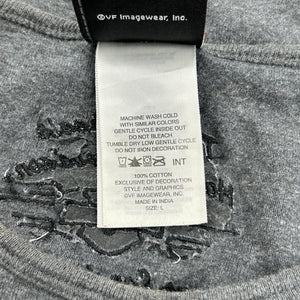 ©VF Imagewear, Inc.
MACHINE WASH COLD
WITH SIMILAR COLORS
GENTLE CYCLE INSIDE OUT
DO NOT BLEACH
TUMBLE DRY LOW GENTLE CYCLE
DO NOT IRON DECORATION
INT
100% COTTON
EXCLUSIVE OF DECORATION
STYLE AND GRAPHICS
©VF IMAGEWEAR, INC.
MADE IN INDIA
SIZE: L